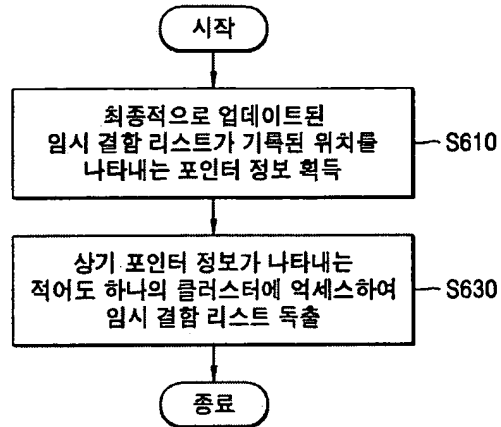 시작
최종적으로 업데이트된
임시 결함 리스트가 기록된 위치를
나타내는 포인터 정보 획득
S610
상기 포인터 정보가 나타내는
적어도 하나의 클러스터에 억세스하여
임시 결함 리스트 독출
S630
종료